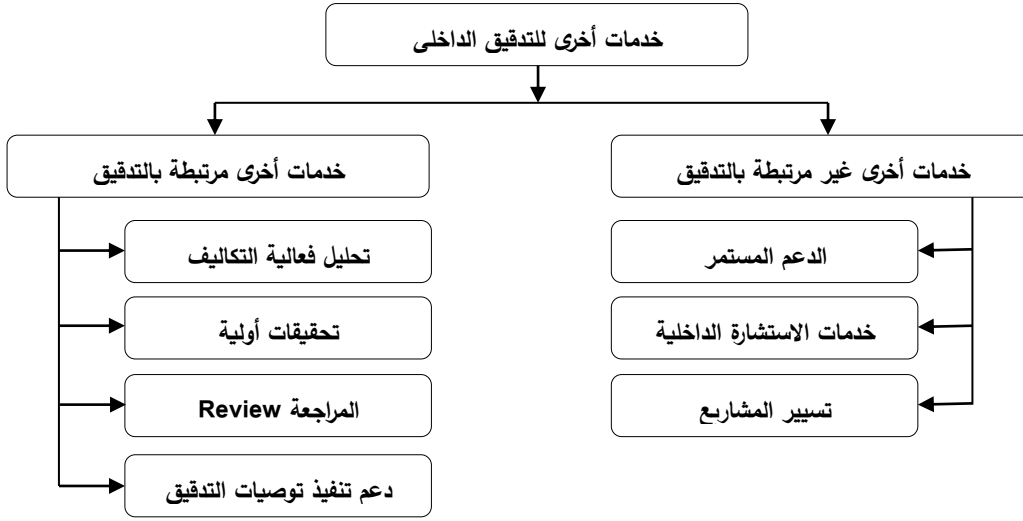 خدمات أخرى للتدقيق الداخلى
خدمات أخرى غير مرتبطة بالتدقيق
خدمات أخرى مرتبطة بالتدقيق
الدعم المستمر
خدمات الاستشارة الداخلية
تسيير المشاريع
تحليل فعالية التكاليف
تحقيقات أولية
المراجعة Review
دعم تنفيذ توصيات التدقيق